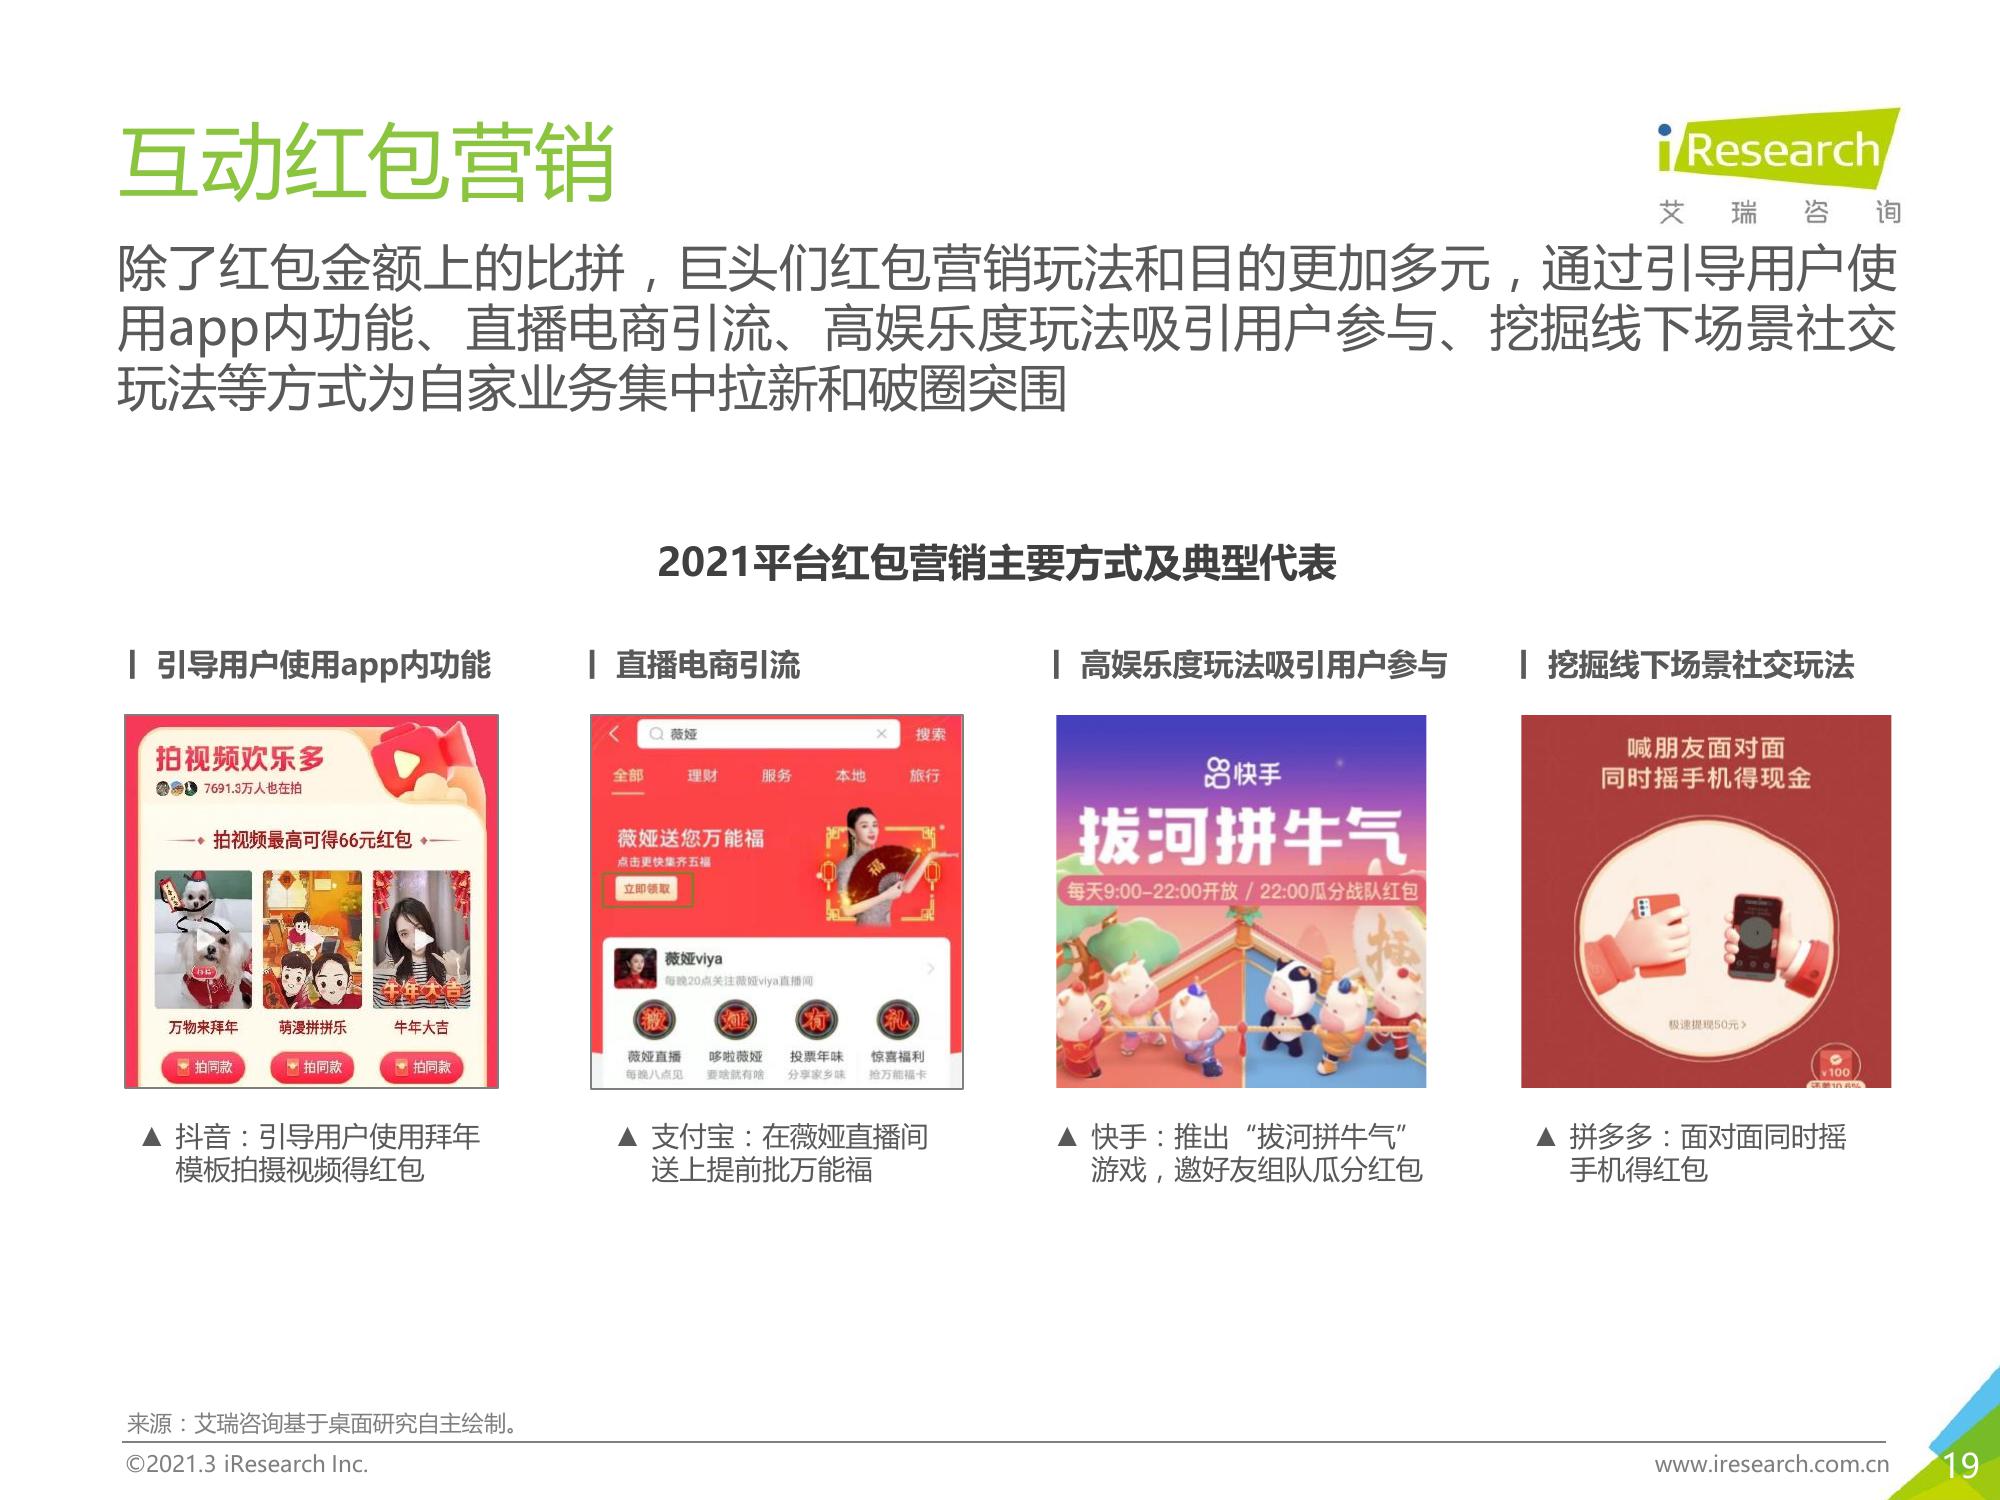 互动红包营销
iResearch
艾瑞咨询
除了红包金额上的比拼，巨头们红包营销玩法和目的更加多元，通过引导用户使
用app内功能、直播电商引流、高娱乐度玩法吸引用户参与、挖掘线下场景社交
玩法等方式为自家业务集中拉新和破圈突围
2021平台红包营销主要方式及典型代表
引导用户使用app内功能
拍视频欢乐多
7691.3万人也在拍
拍视频最高可得66元红包
牛年大吉
万物来拜年 萌漫拼拼乐 牛年大吉
拍同款 拍同款 拍同款
▲ 抖音：引导用户使用拜年
模板拍摄视频得红包
直播电商引流
薇娅 搜索
全部 理财 服务 本地 旅行
薇娅送您万能福
点击更快集齐五福
立即领取
福
薇娅viya
每晚20点关注薇娅viya直播间
薇 娅 有 礼
薇娅直播 哆啦薇娅 投票年味 惊喜福利
每晚八点见 要啥就有啥 分享家乡味 抢万能福卡
▲ 支付宝：在薇娅直播间
送上提前批万能福
高娱乐度玩法吸引用户参与
快手
拔河拼牛气
每天9:00-22:00开放 / 22:00瓜分战队红包
▲ 快手：推出“拔河拼牛气”
游戏，邀好友组队瓜分红包
挖掘线下场景社交玩法
喊朋友面对面
同时摇手机得现金
极速提现50元>
¥100
还差10.6%
▲ 拼多多：面对面同时摇
手机得红包
来源：艾瑞咨询基于桌面研究自主绘制。
©2021.3 iResearch Inc.
www.iresearch.com.cn
19